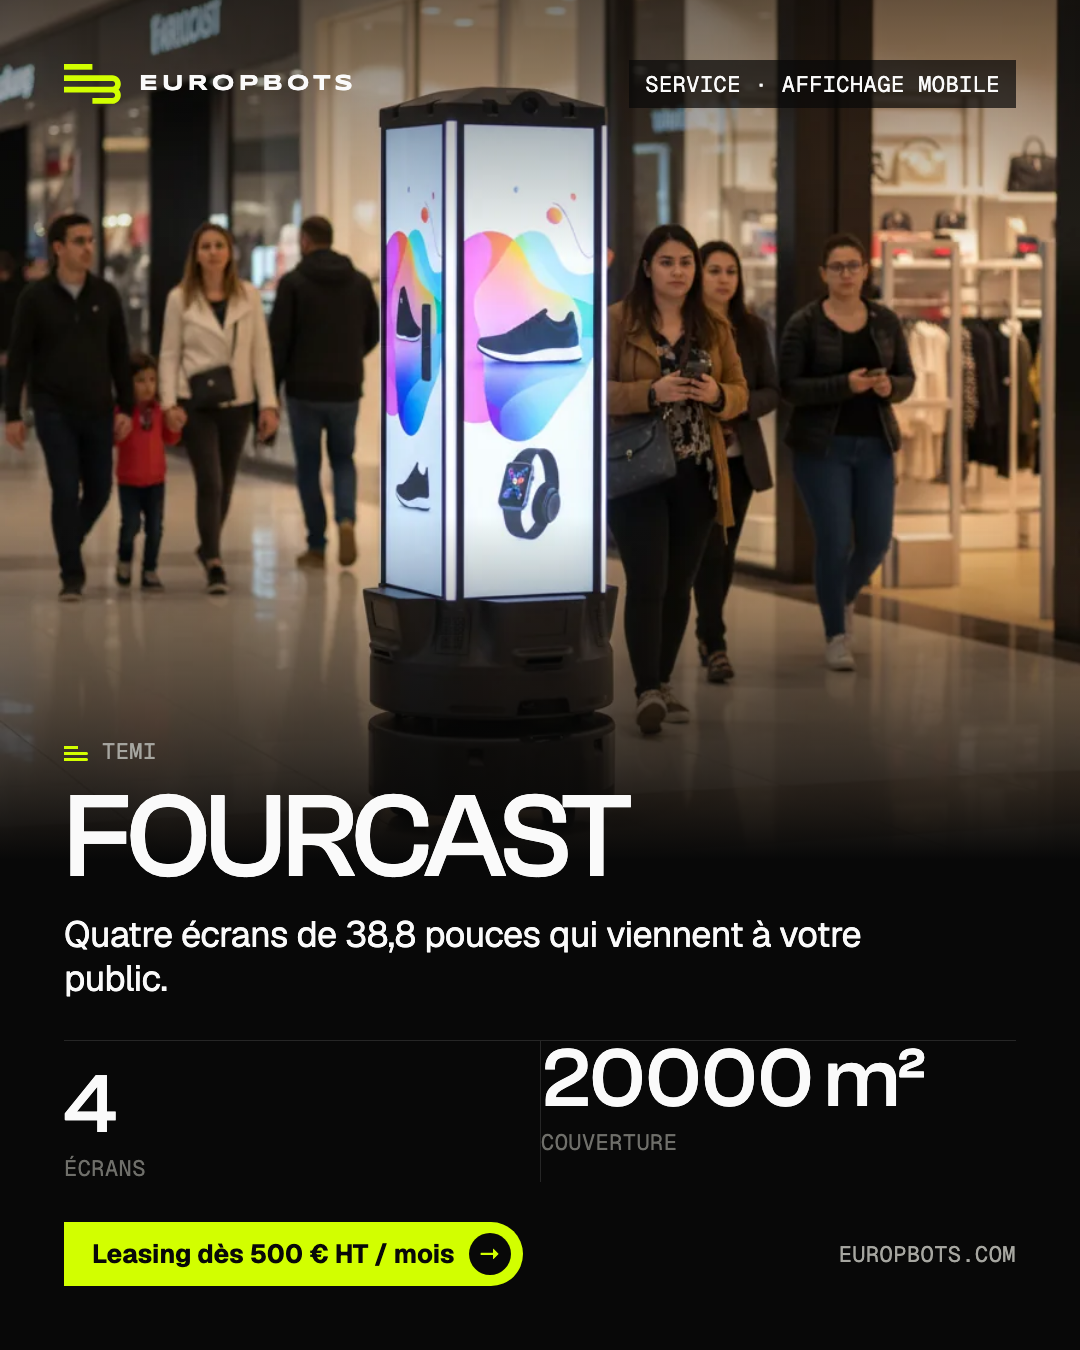 EUROPBOTS
SERVICE · AFFICHAGE MOBILE
TEMI
FOURCAST
Quatre écrans de 38,8 pouces qui viennent à votre
public.
4
ÉCRANS
20000 m²
COUVERTURE
Leasing dès 500 € HT / mois →
EUROPBOTS.COM